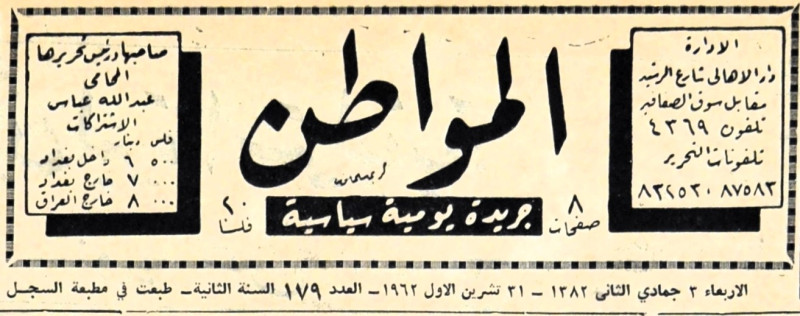 الادارة
دار الاهالي شارع الرشيد
مقابل سوق الصفافير
تلفون ٤٣٦٩
تلفونات التحرير
٨٧٥٨٣ ٨٣٢٥٣٠
المواطن
جريدة يومية سياسية
٨ صفحات
٢٠ فلسا
صاحبها ورئيس تحريرها
المحامي
عبدالله عباس
الاشتراكات
فلس دينار
٥٠٠ ٦ داخل بغداد
٠٠٠ ٧ خارج بغداد
٠٠٠ ٨ خارج العراق
الاربعاء ٣ جمادي الثاني ١٣٨٢ – ٣١ تشرين الاول ١٩٦٢ – العدد ١٧٩ السنة الثانية – طبعت في مطبعة السجل